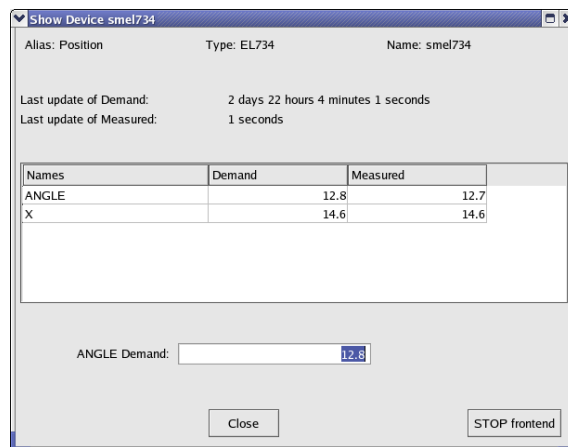 Show Device smel734
Alias: Position Type: EL734 Name: smel734
Last update of Demand: 2 days 22 hours 4 minutes 1 seconds
Last update of Measured: 1 seconds
Names Demand Measured
ANGLE 12.8 12.7
X 14.6 14.6
ANGLE Demand: 12.8
Close STOP frontend